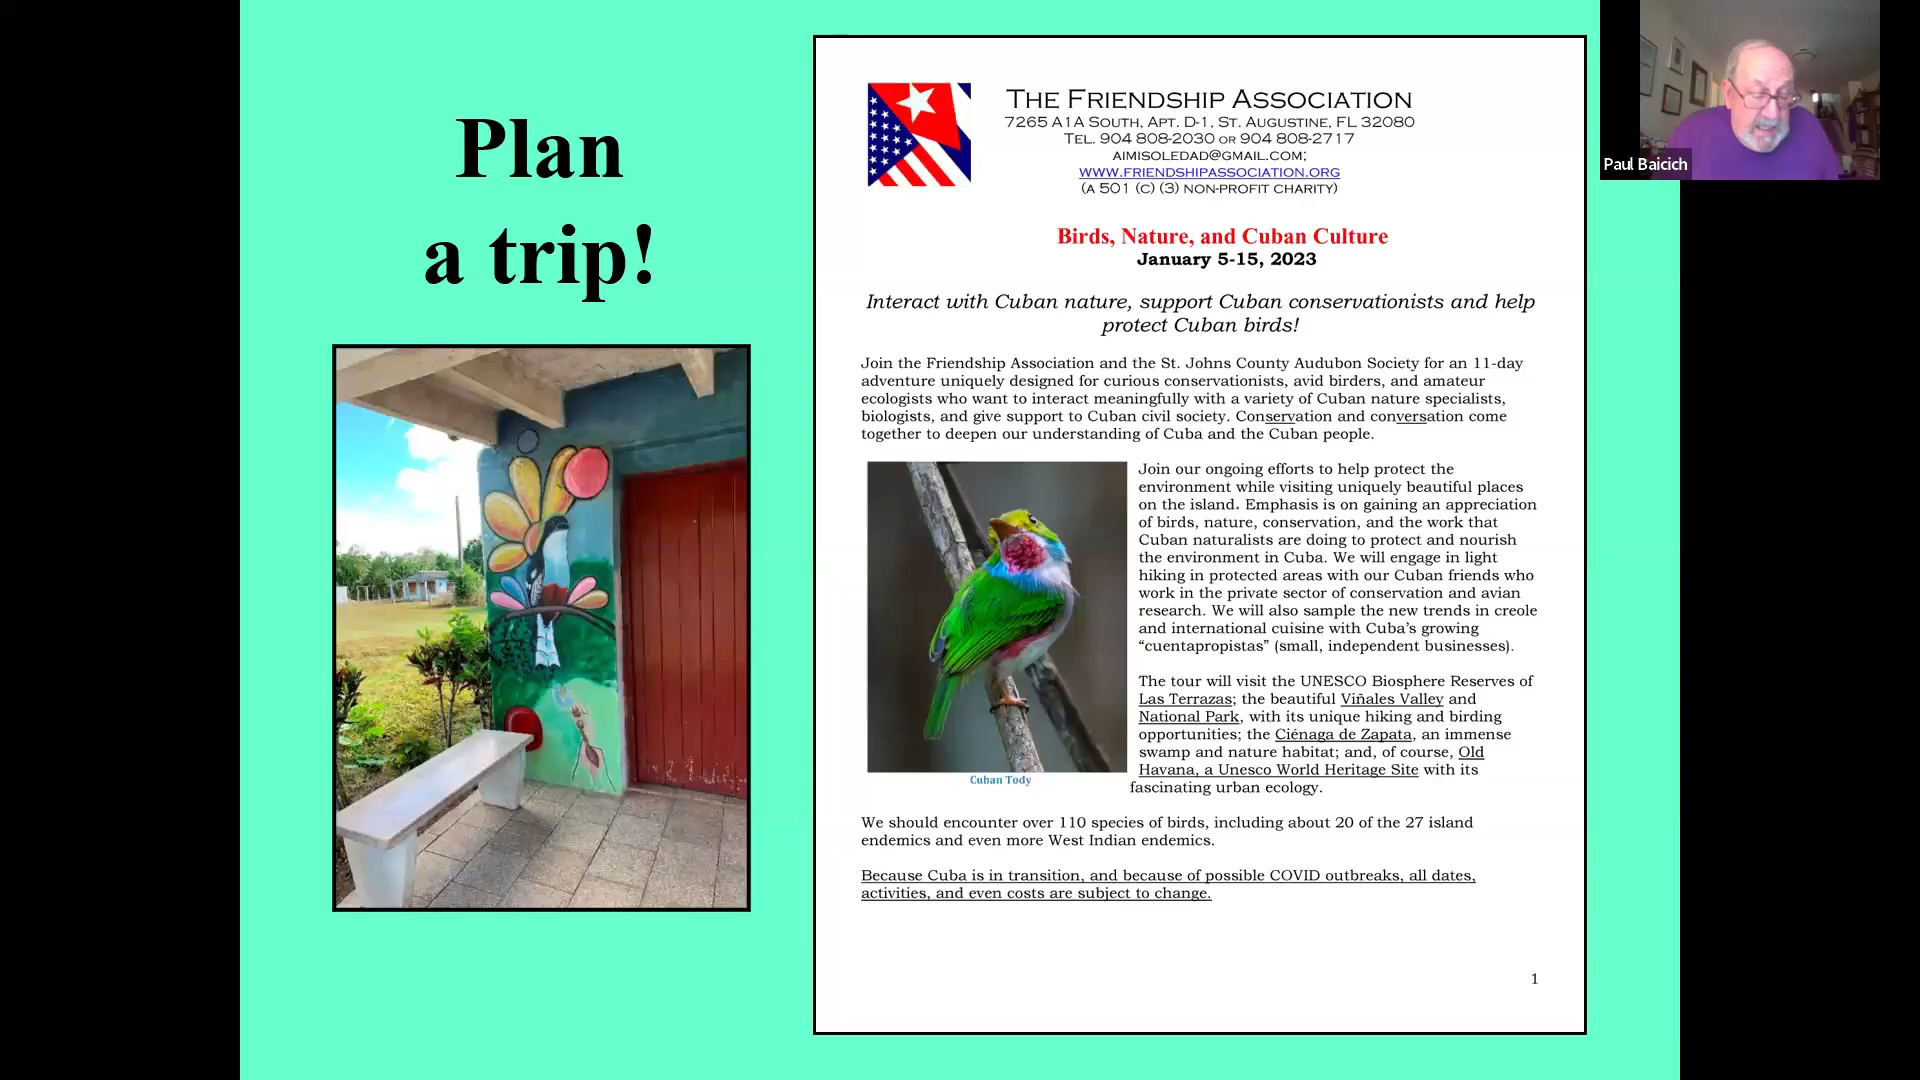 Plan
a trip!
THE FRIENDSHIP ASSOCIATION
7265 A1A SOUTH, APT. D-1, ST. AUGUSTINE, FL 32080
TEL. 904 808-2030 OR 904 808-2717
AIMISOLEDAD@GMAIL.COM;
WWW.FRIENDSHIPASSOCIATION.ORG
(A 501 (C) (3) NON-PROFIT CHARITY)
Birds, Nature, and Cuban Culture
January 5-15, 2023
Interact with Cuban nature, support Cuban conservationists and help
protect Cuban birds!
Join the Friendship Association and the St. Johns County Audubon Society for an 11-day
adventure uniquely designed for curious conservationists, avid birders, and amateur
ecologists who want to interact meaningfully with a variety of Cuban nature specialists,
biologists, and give support to Cuban civil society. Conservation and conversation come
together to deepen our understanding of Cuba and the Cuban people.
Join our ongoing efforts to help protect the
environment while visiting uniquely beautiful places
on the island. Emphasis is on gaining an appreciation
of birds, nature, conservation, and the work that
Cuban naturalists are doing to protect and nourish
the environment in Cuba. We will engage in light
hiking in protected areas with our Cuban friends who
work in the private sector of conservation and avian
research. We will also sample the new trends in creole
and international cuisine with Cuba’s growing
“cuentapropistas” (small, independent businesses).
The tour will visit the UNESCO Biosphere Reserves of
Las Terrazas; the beautiful Viñales Valley and
National Park, with its unique hiking and birding
opportunities; the Ciénaga de Zapata, an immense
swamp and nature habitat; and, of course, Old
Havana, a Unesco World Heritage Site with its
fascinating urban ecology.
Cuban Tody
We should encounter over 110 species of birds, including about 20 of the 27 island
endemics and even more West Indian endemics.
Because Cuba is in transition, and because of possible COVID outbreaks, all dates,
activities, and even costs are subject to change.
1
Paul Baicich